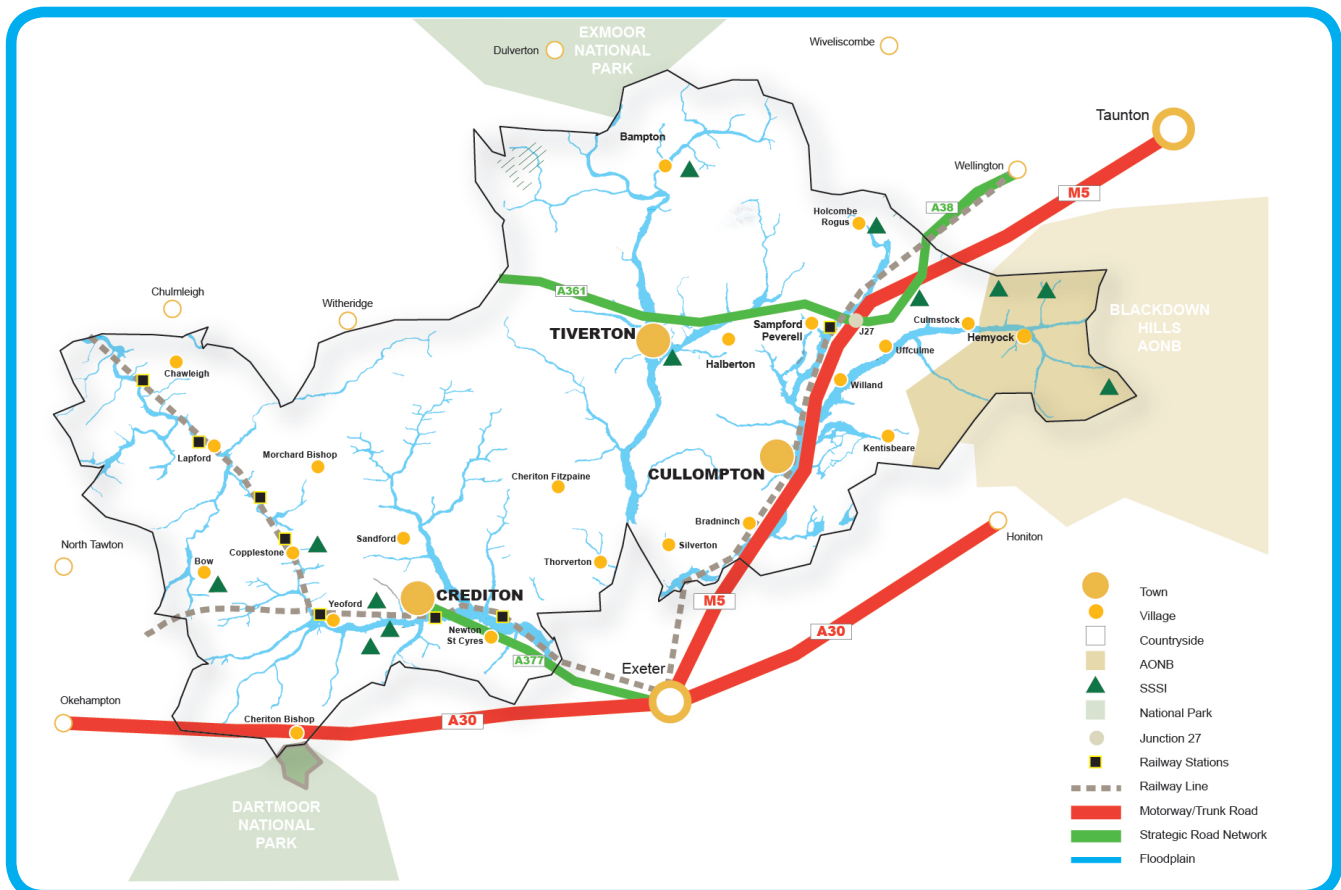 EXMOOR
NATIONAL
PARK
Dulverton
Wiveliscombe
Taunton
Bampton
Wellington
M5
A38
Holcombe
Rogus
A361
Chulmleigh
Witheridge
BLACKDOWN
HILLS
AONB
TIVERTON
Sampford
Peverell
J27
Culmstock
Hemyock
Halberton
Uffculme
Chawleigh
Willand
Lapford
Morchard Bishop
Kentisbeare
CULLOMPTON
Cheriton Fitzpaine
Bradninch
Honiton
North Tawton
Bow
Copplestone
Sandford
Silverton
Thorverton
CREDITON
Yeoford
M5
Newton
St Cyres
A377
A30
Exeter
Okehampton
Cheriton Bishop
A30
DARTMOOR
NATIONAL
PARK
Town
Village
Countryside
AONB
SSSI
National Park
Junction 27
Railway Stations
Railway Line
Motorway/Trunk Road
Strategic Road Network
Floodplain